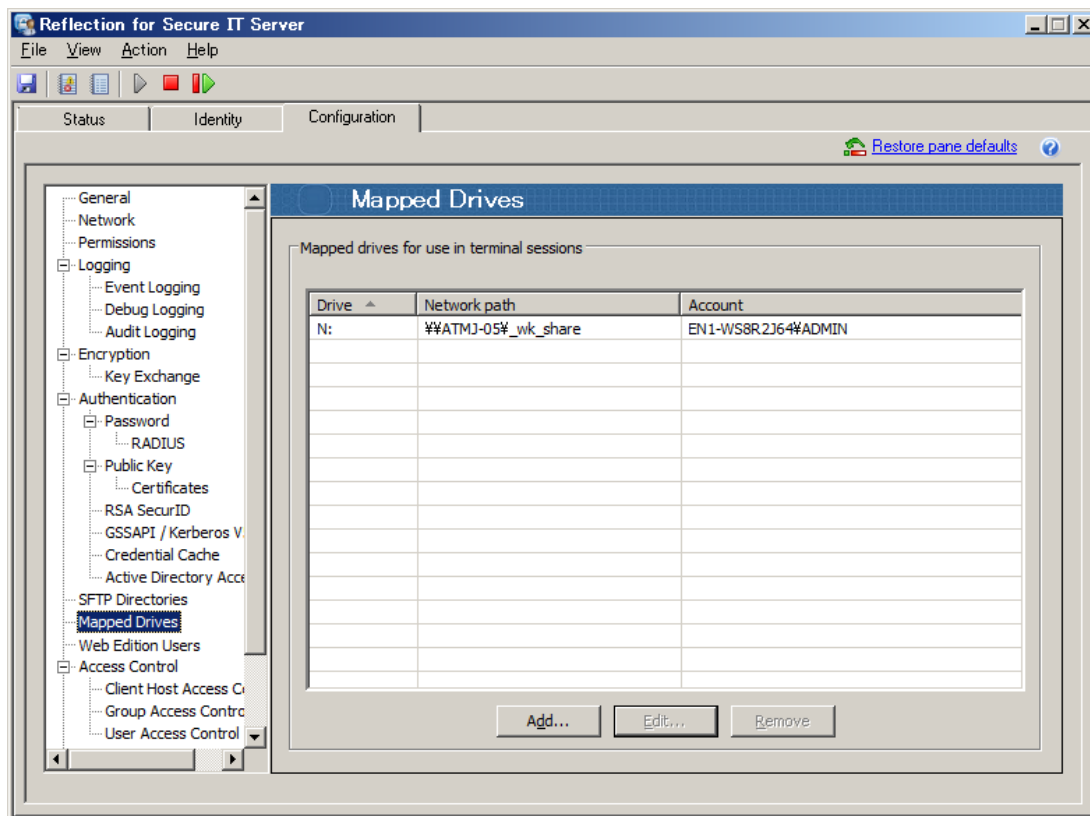 Reflection for Secure IT Server
File View Action Help
Status Identity Configuration
Restore pane defaults
General
Network
Permissions
Logging
Event Logging
Debug Logging
Audit Logging
Encryption
Key Exchange
Authentication
Password
RADIUS
Public Key
Certificates
RSA SecurID
GSSAPI / Kerberos V
Credential Cache
Active Directory Acce
SFTP Directories
Mapped Drives
Web Edition Users
Access Control
Client Host Access C
Group Access Contro
User Access Control
Mapped Drives
Mapped drives for use in terminal sessions
Drive Network path Account
N: ¥¥ATMJ-05¥_wk_share EN1-WS8R2J64¥ADMIN
Add... Edit... Remove